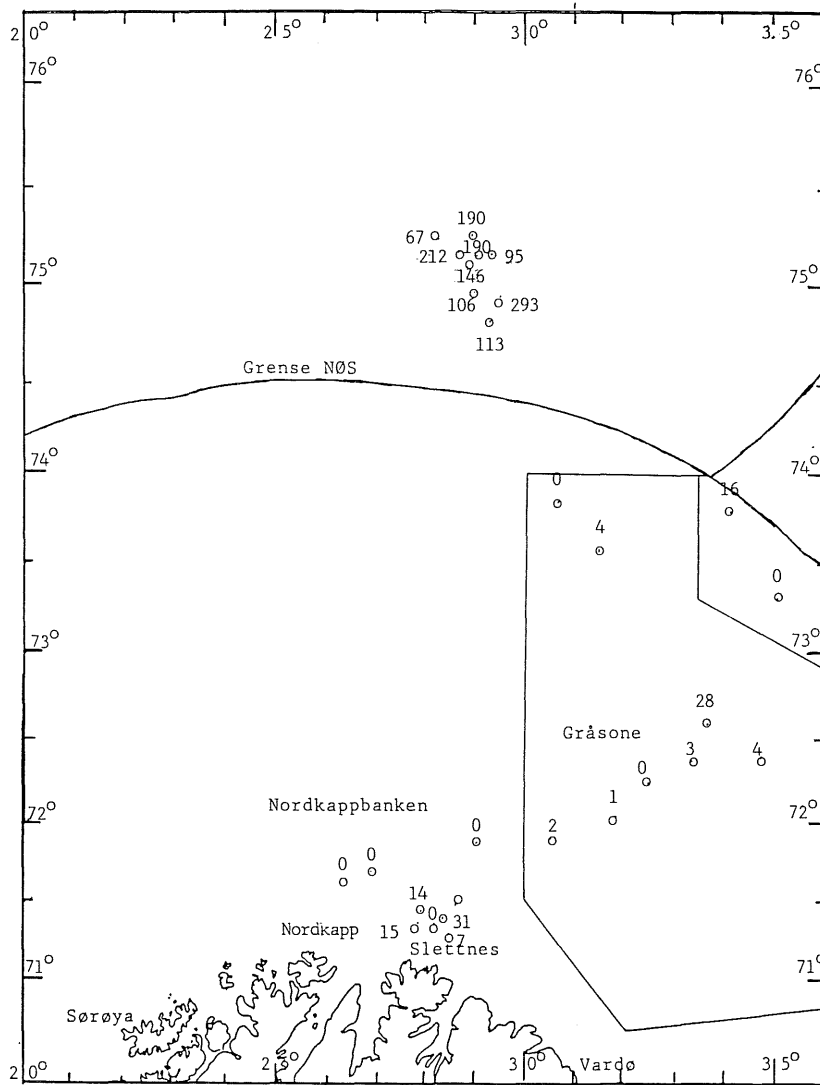 20° 25° 30° 35°
76° 76°
190
67
190
212 95
75° 146 75°
106 293
113
Grense NØS
74° 74°
0 16
4
0
73° 73°
28
Gråsone
3 4
0
Nordkappbanken
1
72° 72°
0 2
0 0
14
0
31
Nordkapp 15
7
Slettnes
71° 71°
Sørøya
Vardø
20° 25° 30° 35°